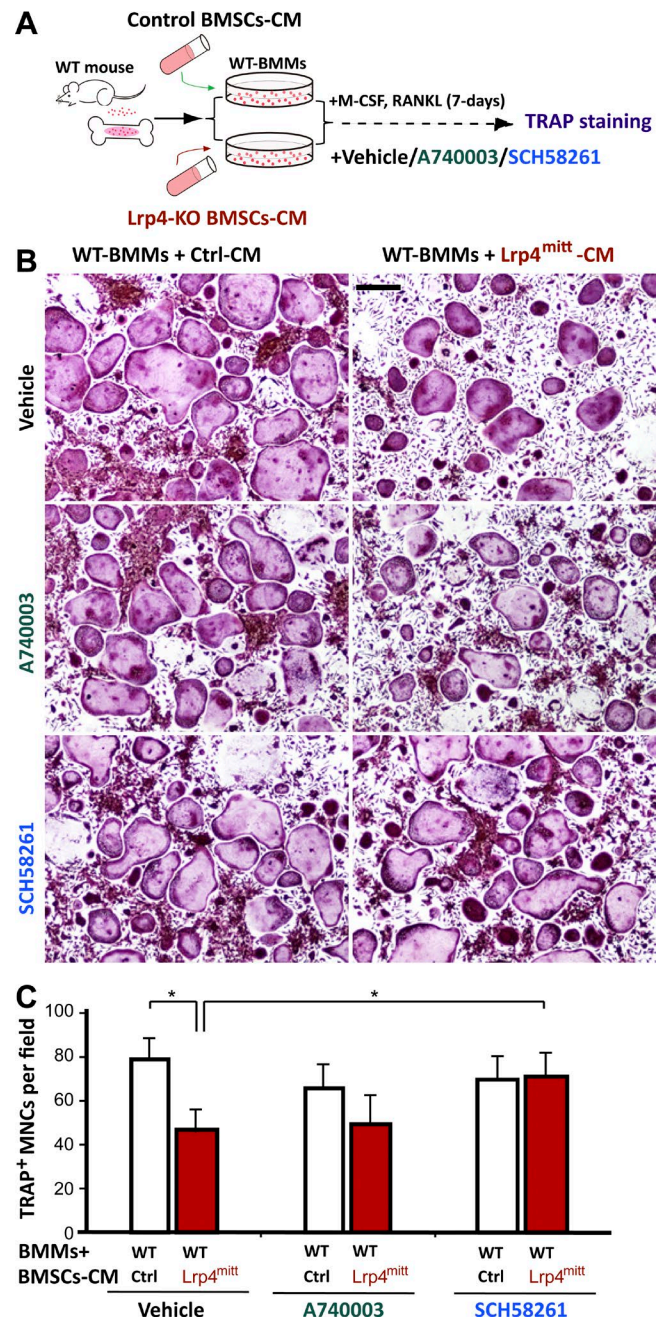 A
Control BMSCs-CM
WT mouse
WT-BMMs
+M-CSF, RANKL (7-days)
TRAP staining
+Vehicle/A740003/SCH58261
Lrp4-KO BMSCs-CM
B
WT-BMMs + Ctrl-CM
WT-BMMs + Lrp4mitt -CM
Vehicle
A740003
SCH58261
C
TRAP+ MNCs per field
100
80
60
40
20
0
* *
BMMs+ WT WT WT WT WT WT
BMSCs-CM Ctrl Lrp4mitt Ctrl Lrp4mitt Ctrl Lrp4mitt
Vehicle A740003 SCH58261